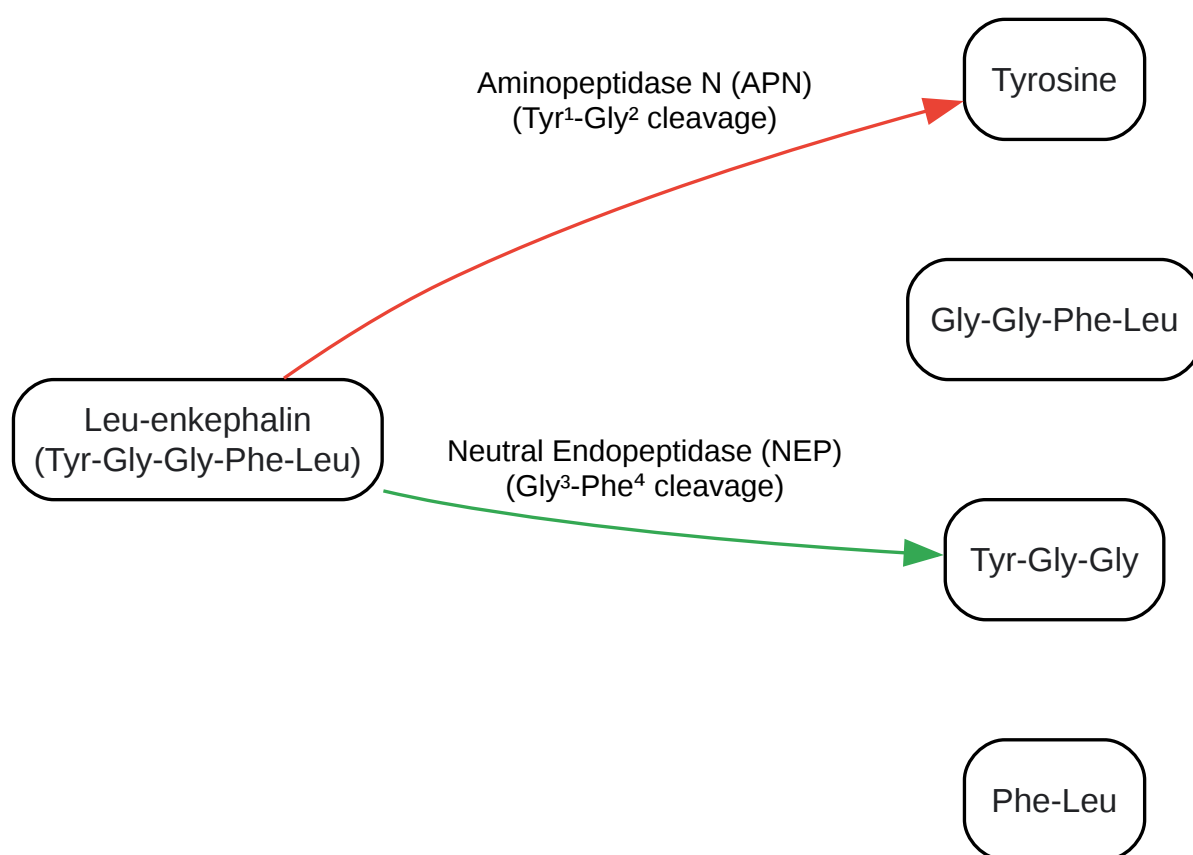 Tyrosine
Aminopeptidase N (APN)
(Tyr¹-Gly² cleavage)
Gly-Gly-Phe-Leu
Leu-enkephalin
(Tyr-Gly-Gly-Phe-Leu)
Neutral Endopeptidase (NEP)
(Gly³-Phe⁴ cleavage)
Tyr-Gly-Gly
Phe-Leu